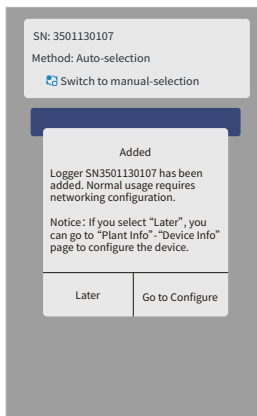 SN: 3501130107
Method: Auto-selection
Switch to manual-selection
Added
Logger SN3501130107 has been
added. Normal usage requires
networking configuration.
Notice: If you select “Later”, you
can go to “Plant Info”-“Device Info”
page to configure the device.
Later
Go to Configure